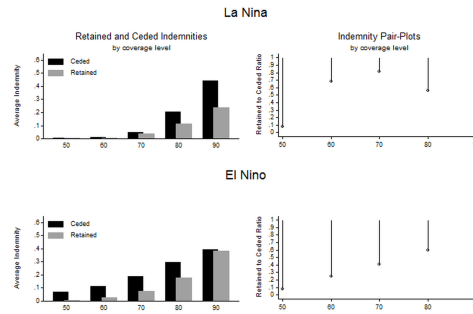 La Nina
Retained and Ceded Indemnities
by coverage level
Average Indemnity
.6
.5
.4
.3
.2
.1
0
Ceded
Retained
50 60 70 80 90
Indemnity Pair-Plots
by coverage level
Retained to Ceded Ratio
1
.9
.8
.7
.6
.5
.4
.3
.2
.1
0
50 60 70 80
El Nino
Average Indemnity
.6
.5
.4
.3
.2
.1
0
Ceded
Retained
50 60 70 80 90
Retained to Ceded Ratio
1
.9
.8
.7
.6
.5
.4
.3
.2
.1
0
50 60 70 80